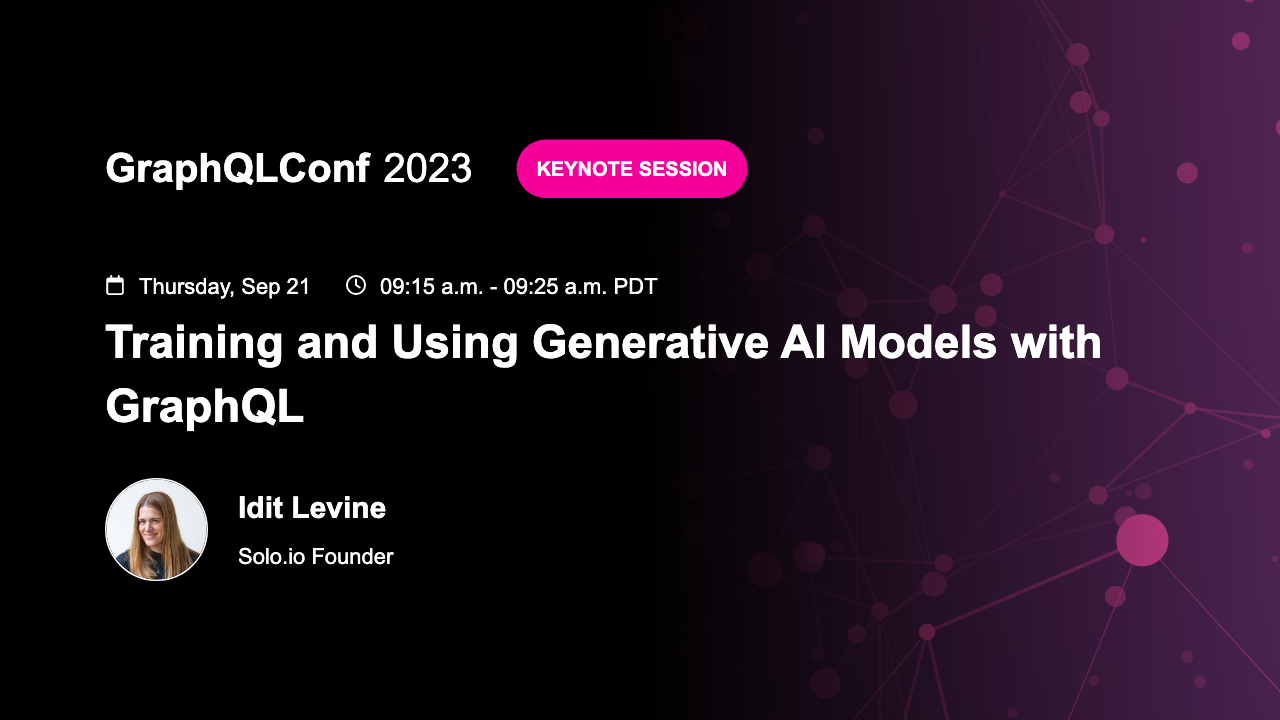 GraphQLConf 2023
KEYNOTE SESSION
Thursday, Sep 21
09:15 a.m. - 09:25 a.m. PDT
Training and Using Generative AI Models with
GraphQL
Idit Levine
Solo.io Founder